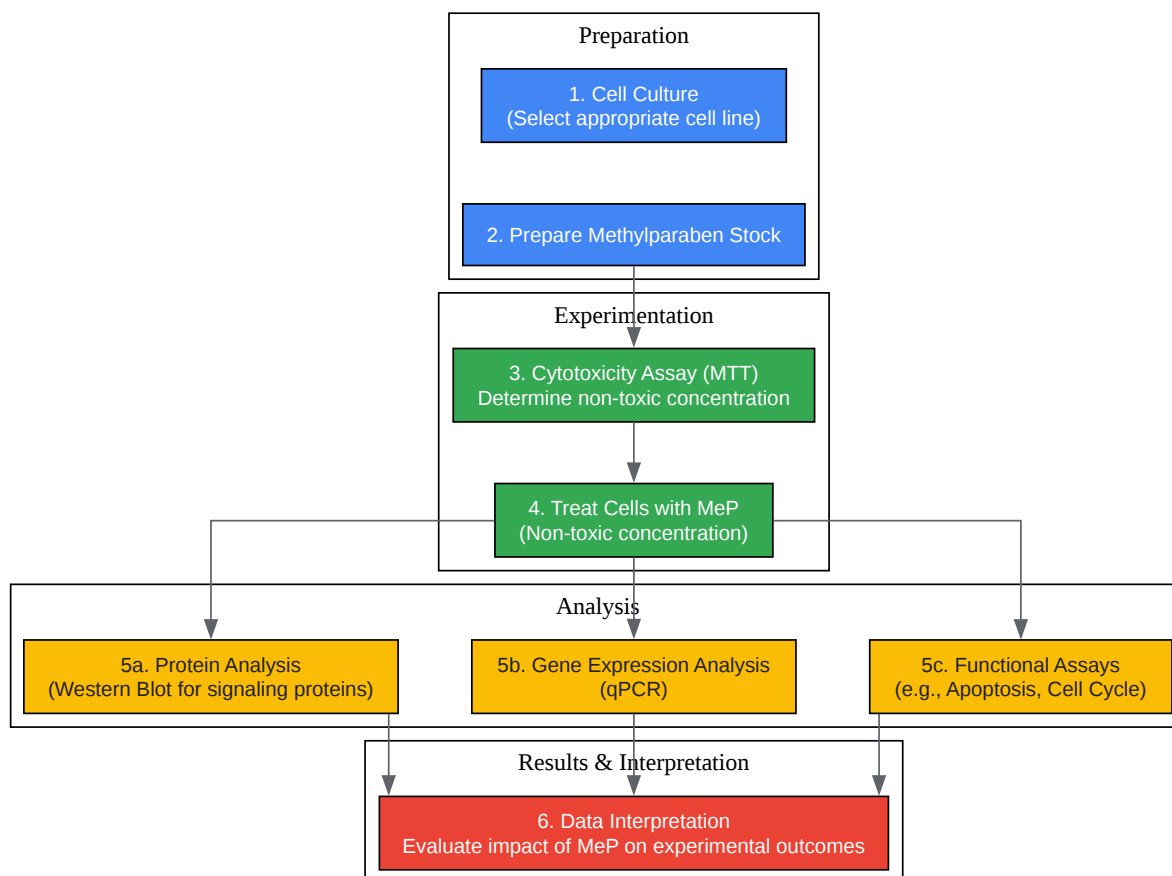 Preparation
1. Cell Culture
(Select appropriate cell line)
2. Prepare Methylparaben Stock
Experimentation
3. Cytotoxicity Assay (MTT)
Determine non-toxic concentration
4. Treat Cells with MeP
(Non-toxic concentration)
Analysis
5a. Protein Analysis
(Western Blot for signaling proteins)
5b. Gene Expression Analysis
(qPCR)
5c. Functional Assays
(e.g., Apoptosis, Cell Cycle)
Results & Interpretation
6. Data Interpretation
Evaluate impact of MeP on experimental outcomes